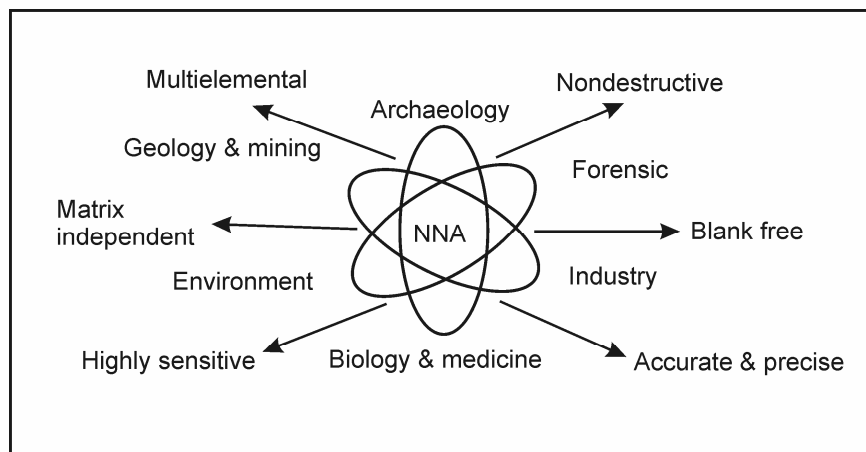 Multielemental
Nondestructive
Archaeology
Geology & mining
Forensic
Matrix
independent
NNA
Blank free
Environment
Industry
Highly sensitive
Biology & medicine
Accurate & precise